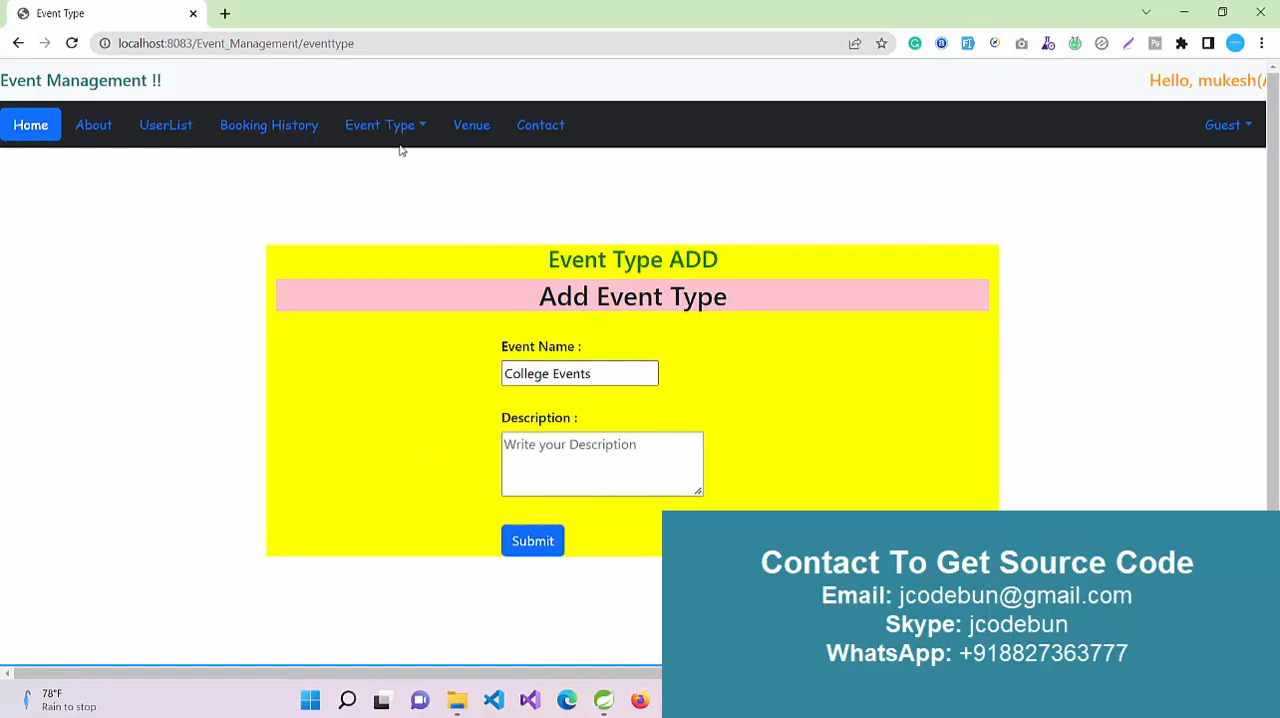 Event Type
localhost:8083/Event_Management/eventtype
Event Management !!
Hello, mukesh(
Home About UserList Booking History Event Type Venue Contact Guest
Event Type ADD
Add Event Type
Event Name :
College Events
Description :
Write your Description
Submit
Contact To Get Source Code
Email: jcodebun@gmail.com
Skype: jcodebun
WhatsApp: +918827363777
78°F
Rain to stop